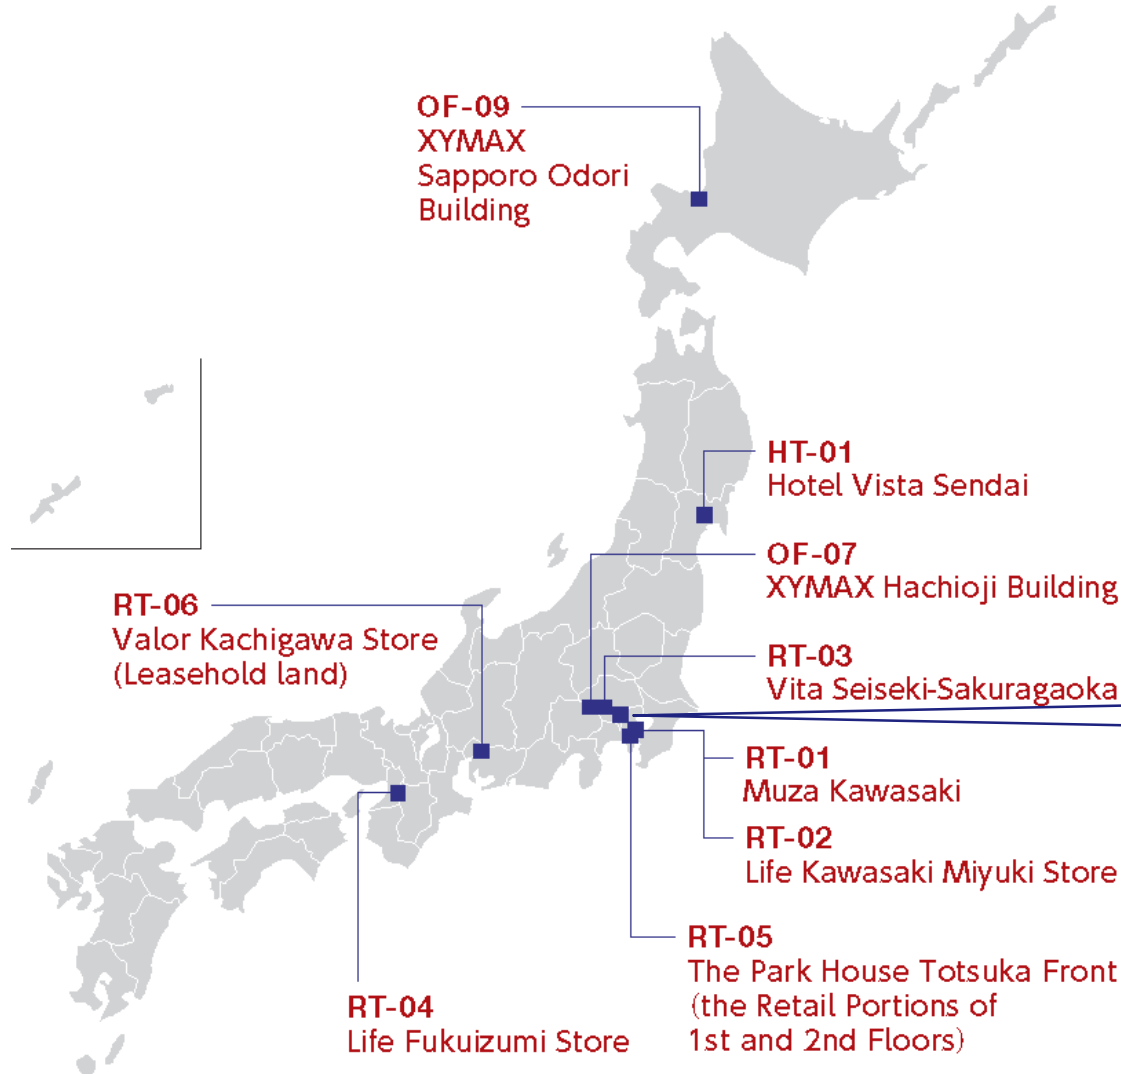 OF-09
XYMAX
Sapporo Odori
Building
HT-01
Hotel Vista Sendai
OF-07
XYMAX Hachioji Building
RT-06
Valor Kachigawa Store
(Leasehold land)
RT-03
Vita Seiseki-Sakuragaoka
RT-01
Muza Kawasaki
RT-02
Life Kawasaki Miyuki Store
RT-05
The Park House Totsuka Front
(the Retail Portions of
1st and 2nd Floors)
RT-04
Life Fukuizumi Store